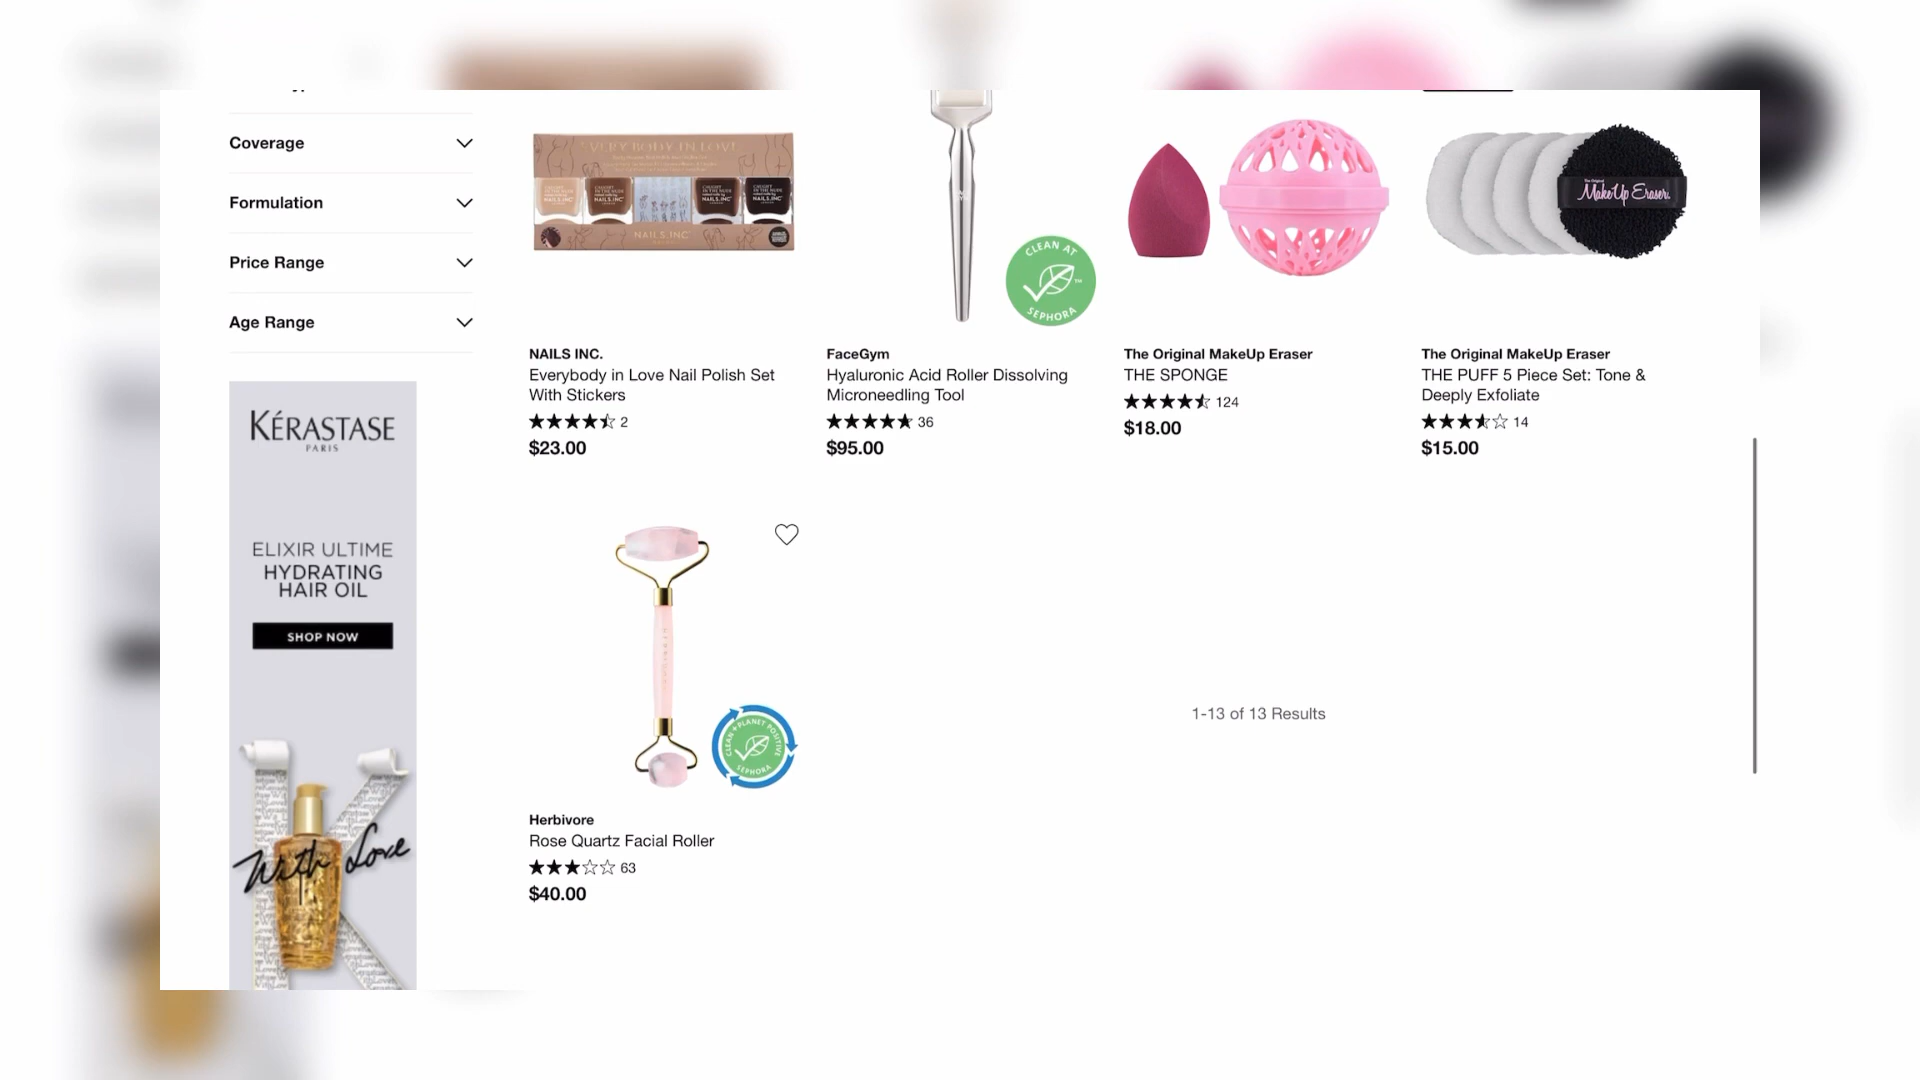 Coverage
Formulation
Price Range
Age Range
KÉRASTASE
PARIS
ELIXIR ULTIME
HYDRATING
HAIR OIL
SHOP NOW
With Love
NAILS.INC
CLEAN AT
SEPHORA
The Original
MakeUp Eraser.
NAILS INC.
Everybody in Love Nail Polish Set
With Stickers
2
$23.00
FaceGym
Hyaluronic Acid Roller Dissolving
Microneedling Tool
36
$95.00
The Original MakeUp Eraser
THE SPONGE
124
$18.00
The Original MakeUp Eraser
THE PUFF 5 Piece Set: Tone &
Deeply Exfoliate
14
$15.00
CLEAN + PLANET POSITIVE
SEPHORA
Herbivore
Rose Quartz Facial Roller
63
$40.00
1-13 of 13 Results